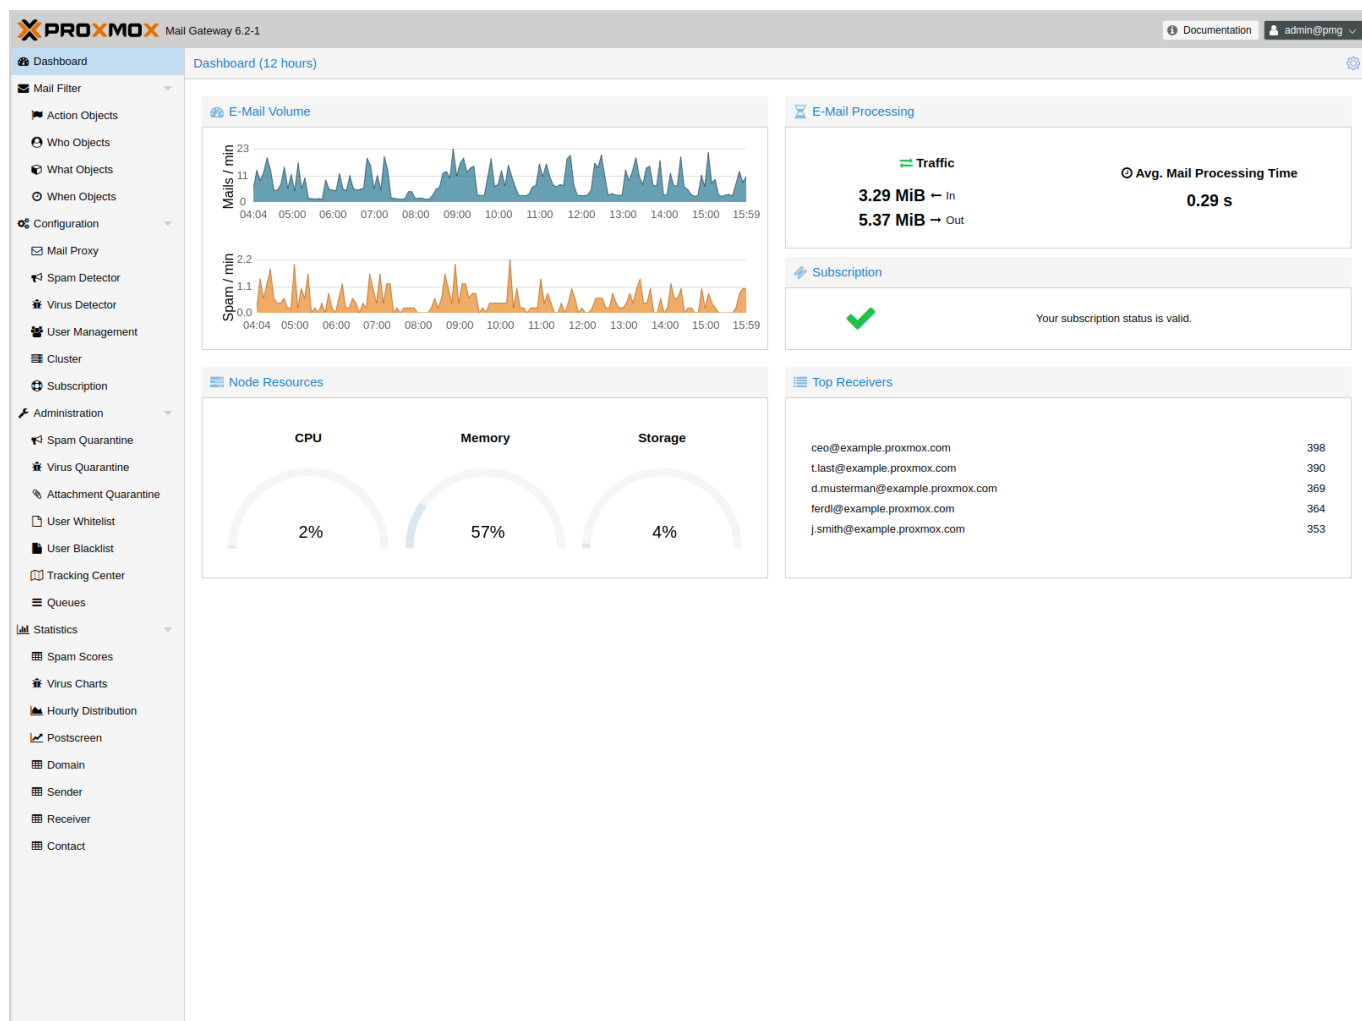 PROXMOX Mail Gateway 6.2-1
Documentation
admin@pmg
Dashboard
Mail Filter
Action Objects
Who Objects
What Objects
When Objects
Configuration
Mail Proxy
Spam Detector
Virus Detector
User Management
Cluster
Subscription
Administration
Spam Quarantine
Virus Quarantine
Attachment Quarantine
User Whitelist
User Blacklist
Tracking Center
Queues
Statistics
Spam Scores
Virus Charts
Hourly Distribution
Postscreen
Domain
Sender
Receiver
Contact
Dashboard (12 hours)
E-Mail Volume
Mails / min
23
11
0
04:04 05:00 06:00 07:00 08:00 09:00 10:00 11:00 12:00 13:00 14:00 15:00 15:59
Spam / min
2.2
1.1
0.0
04:04 05:00 06:00 07:00 08:00 09:00 10:00 11:00 12:00 13:00 14:00 15:00 15:59
E-Mail Processing
Traffic
3.29 MiB ← In
5.37 MiB → Out
Avg. Mail Processing Time
0.29 s
Subscription
Your subscription status is valid.
Node Resources
CPU Memory Storage
2% 57% 4%
Top Receivers
ceo@example.proxmox.com 398
t.last@example.proxmox.com 390
d.musterman@example.proxmox.com 369
ferdl@example.proxmox.com 364
j.smith@example.proxmox.com 353